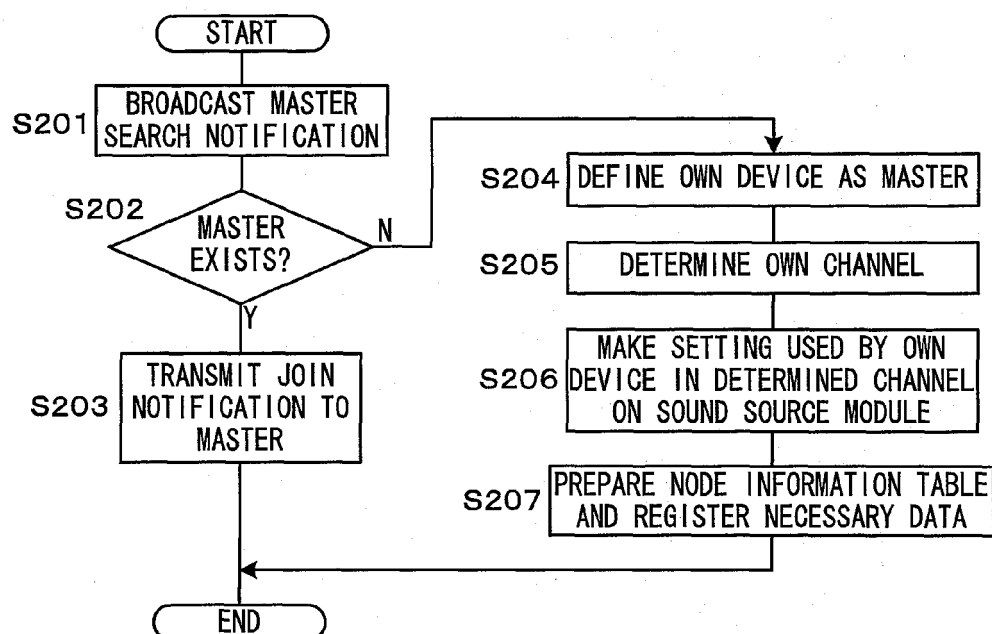 START
S201
BROADCAST MASTER
SEARCH NOTIFICATION
S202
MASTER
EXISTS?
N
Y
S203
TRANSMIT JOIN
NOTIFICATION TO
MASTER
S204
DEFINE OWN DEVICE AS MASTER
S205
DETERMINE OWN CHANNEL
S206
MAKE SETTING USED BY OWN
DEVICE IN DETERMINED CHANNEL
ON SOUND SOURCE MODULE
S207
PREPARE NODE INFORMATION TABLE
AND REGISTER NECESSARY DATA
END